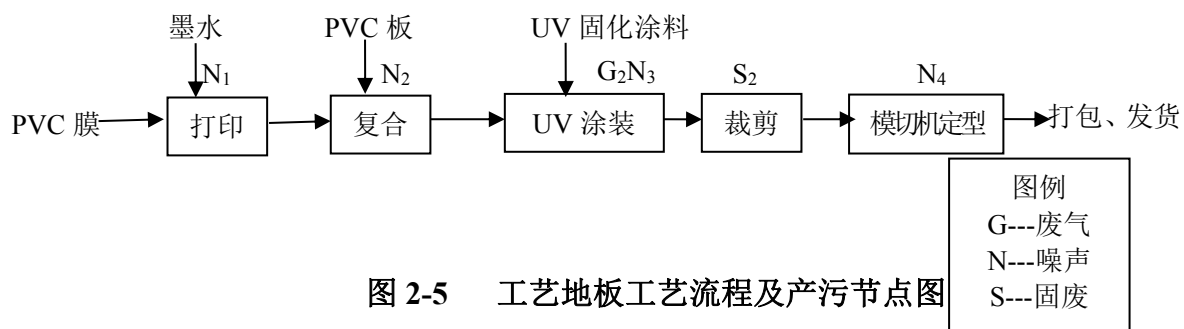 墨水 PVC 板 UV 固化涂料
N₁ N₂ G₂N₃ S₂ N₄
PVC 膜 打印 复合 UV 涂装 裁剪 模切机定型 打包、发货
图例
G---废气
N---噪声
S---固废
图 2-5 工艺地板工艺流程及产污节点图